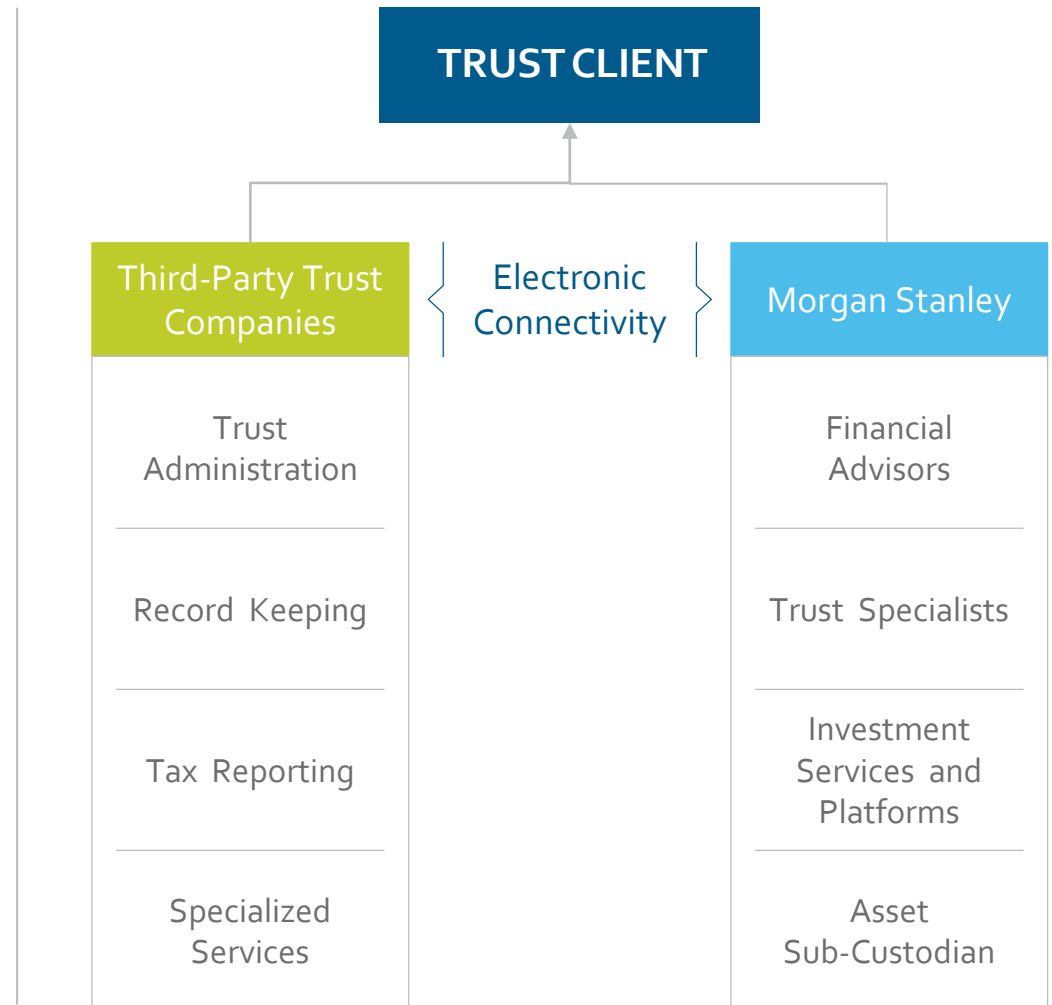 TRUST CLIENT
Third-Party Trust
Companies
Electronic
Connectivity
Morgan Stanley
Trust
Administration
Record Keeping
Tax Reporting
Specialized
Services
Financial
Advisors
Trust Specialists
Investment
Services and
Platforms
Asset
Sub-Custodian